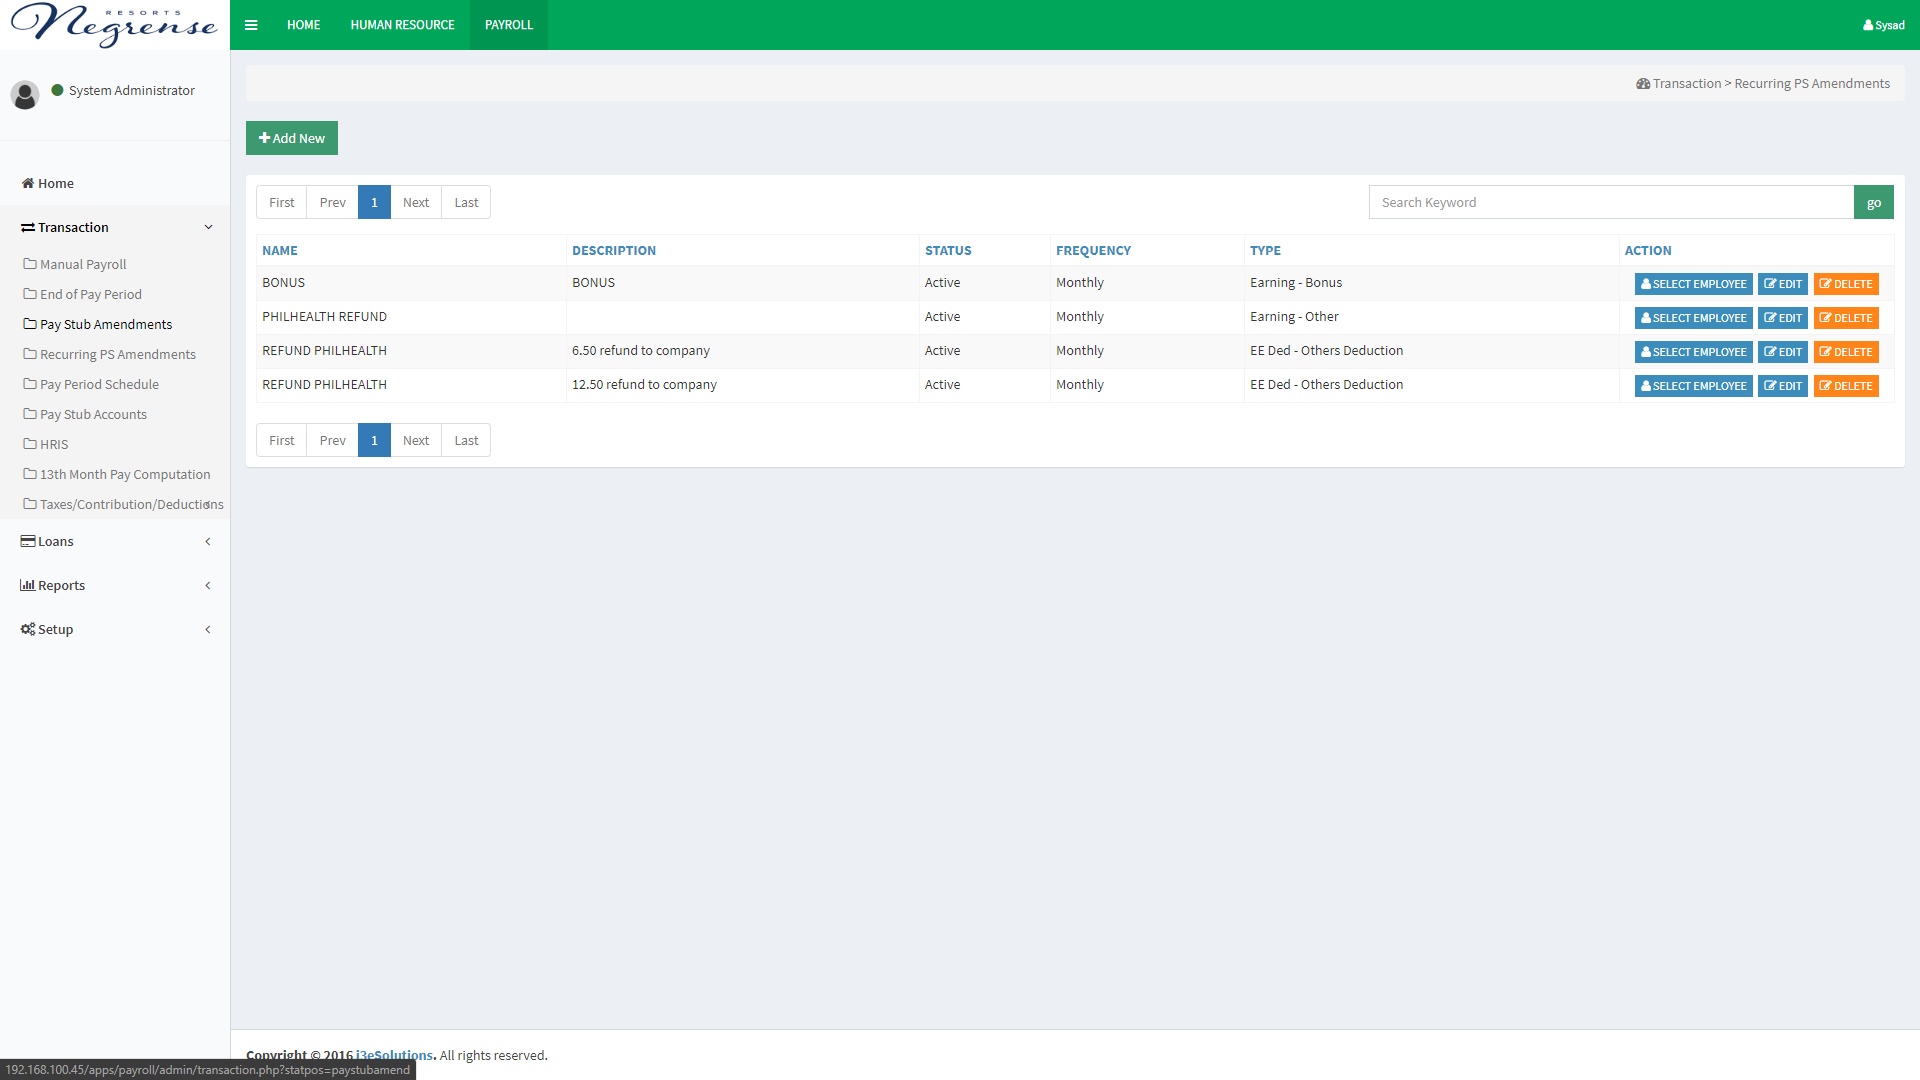 RESORTS
Negrense
HOME
HUMAN RESOURCE
PAYROLL
Sysad
System Administrator
Transaction > Recurring PS Amendments
Add New
Home
Transaction
Manual Payroll
End of Pay Period
Pay Stub Amendments
Recurring PS Amendments
Pay Period Schedule
Pay Stub Accounts
HRIS
13th Month Pay Computation
Taxes/Contribution/Deductions
Loans
Reports
Setup
First Prev 1 Next Last
Search Keyword
go
NAME DESCRIPTION STATUS FREQUENCY TYPE ACTION
BONUS BONUS Active Monthly Earning - Bonus SELECT EMPLOYEE EDIT DELETE
PHILHEALTH REFUND Active Monthly Earning - Other SELECT EMPLOYEE EDIT DELETE
REFUND PHILHEALTH 6.50 refund to company Active Monthly EE Ded - Others Deduction SELECT EMPLOYEE EDIT DELETE
REFUND PHILHEALTH 12.50 refund to company Active Monthly EE Ded - Others Deduction SELECT EMPLOYEE EDIT DELETE
First Prev 1 Next Last
Copyright © 2016 i3eSolutions. All rights reserved.
192.168.100.45/apps/payroll/admin/transaction.php?statpos=paystubamend